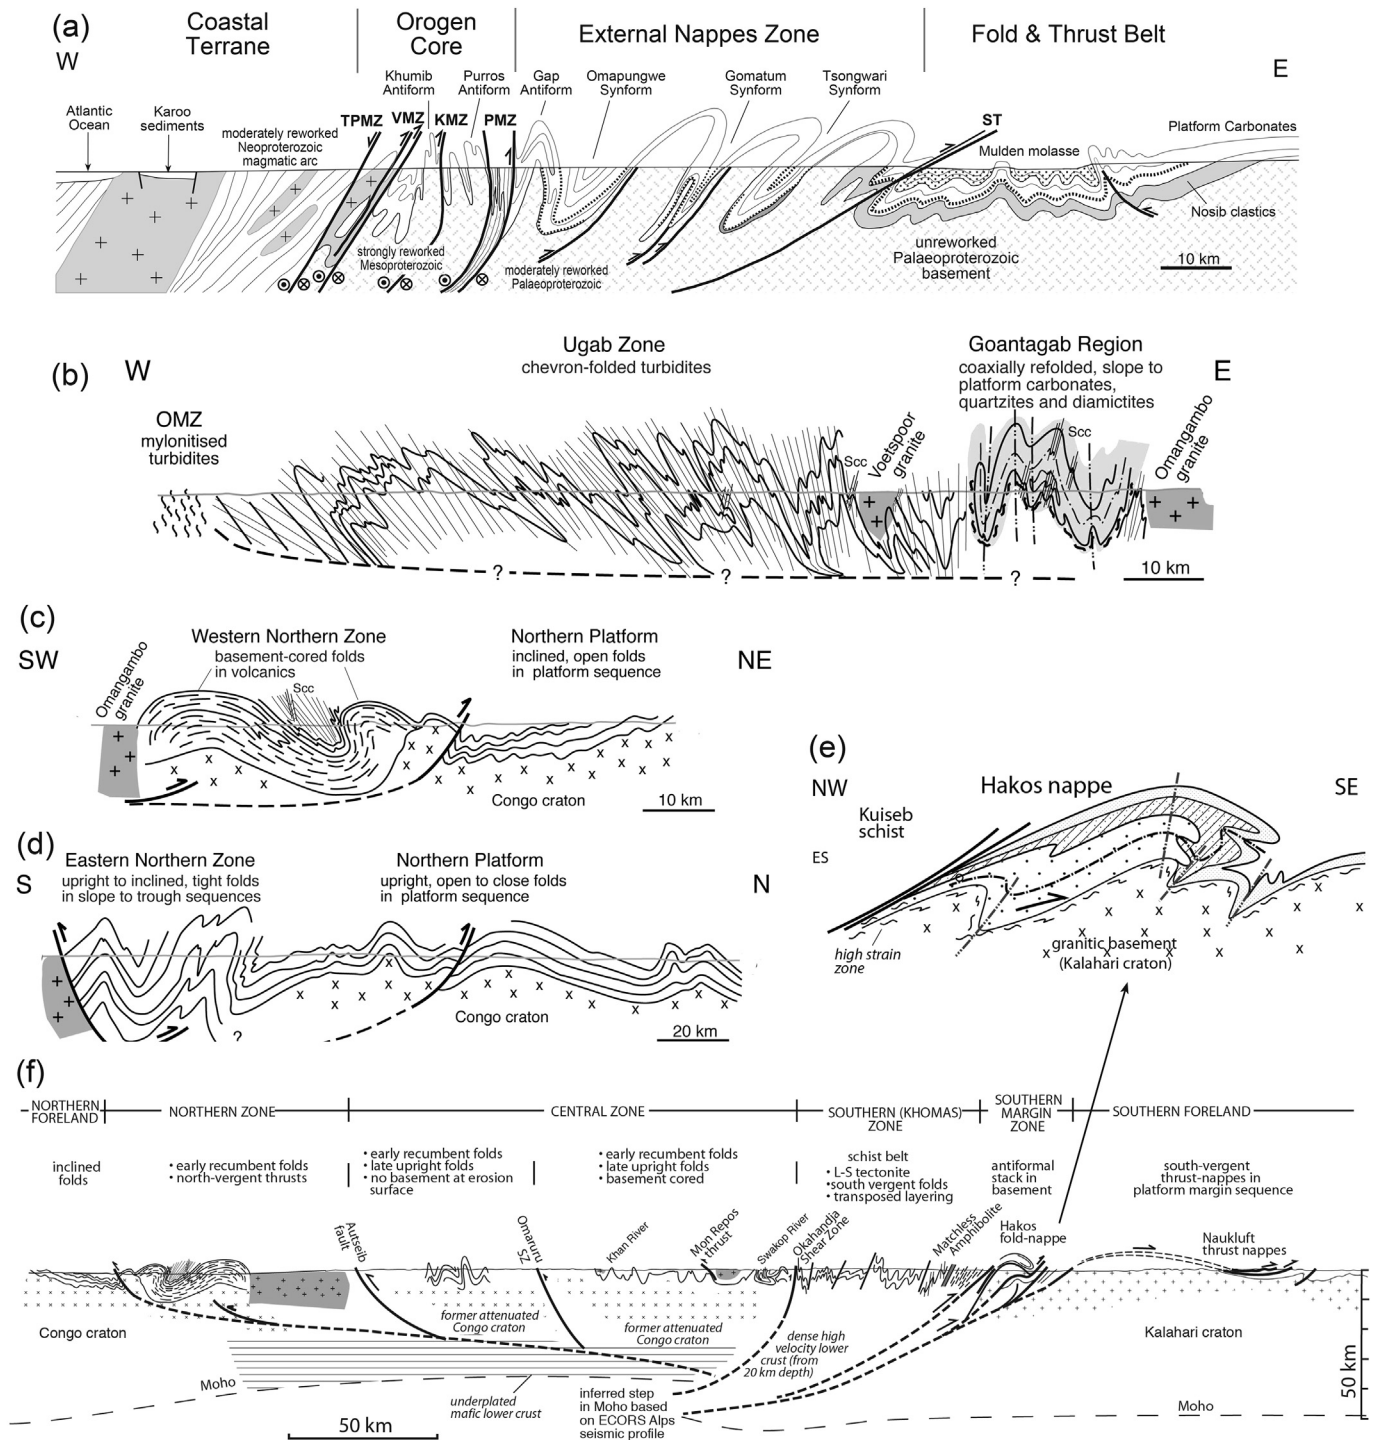 (a)
W
Coastal
Terrane
Orogen
Core
External Nappes Zone
Fold & Thrust Belt
E
Khumib
Antiform
Purros
Antiform
Gap
Antiform
Omapungwe
Synform
Gomatum
Synform
Tsongwari
Synform
Atlantic
Ocean
Karoo
sediments
moderately reworked
Neoproterozoic
magmatic arc
TPMZ
VMZ
KMZ
PMZ
ST
Mulden molasse
Platform Carbonates
Nosib clastics
strongly reworked
Mesoproterozoic
moderately reworked
Palaeoproterozoic
unreworked
Palaeoproterozoic
basement
10 km
(b)
W
Ugab Zone
chevron-folded turbidites
Goantagab Region
coaxially refolded, slope to
platform carbonates,
quartzites and diamictites
E
OMZ
mylonitised
turbidites
Scc
Voetspoor
granite
Scc
Omangambo
granite
?
?
?
10 km
(c)
SW
Omangambo
granite
Western Northern Zone
basement-cored folds
in volcanics
Scc
Northern Platform
inclined, open folds
in platform sequence
NE
Congo craton
10 km
(d)
S
Eastern Northern Zone
upright to inclined, tight folds
in slope to trough sequences
Northern Platform
upright, open to close folds
in platform sequence
N
?
Congo craton
20 km
(e)
NW
Hakos nappe
SE
Kuiseb
schist
ES
high strain
zone
granitic basement
(Kalahari craton)
(f)
NORTHERN
FORELAND
NORTHERN ZONE
CENTRAL ZONE
SOUTHERN (KHOMAS)
ZONE
SOUTHERN
MARGIN
ZONE
SOUTHERN FORELAND
inclined
folds
• early recumbent folds
• north-vergent thrusts
• early recumbent folds
• late upright folds
• no basement at erosion
surface
• early recumbent folds
• late upright folds
• basement cored
schist belt
• L-S tectonite
•south vergent folds
• transposed layering
antiformal
stack in
basement
south-vergent
thrust-nappes in
platform margin sequence
Autseib
fault
Omaruru
SZ
Khan River
Mon Repos
thrust
Swakop River
Okahandja
Shear Zone
Matchless
Amphibolite
Hakos
fold-nappe
Naukluft
thrust nappes
Congo craton
former attenuated
Congo craton
former attenuated
Congo craton
dense high
velocity lower
crust (from
20 km depth)
Kalahari craton
Moho
underplated
mafic lower crust
inferred step
in Moho based
on ECORS Alps
seismic profile
Moho
50 km
50 km